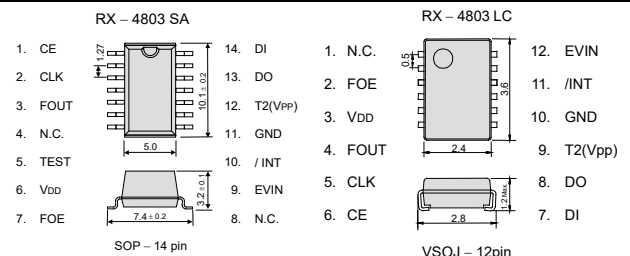 RX – 4803 SA
1. CE
2. CLK
3. FOUT
4. N.C.
5. TEST
6. VDD
7. FOE
14. DI
13. DO
12. T2(VPP)
11. GND
10. / INT
9. EVIN
8. N.C.
1.27
10.1 ± 0.2
5.0
3.2 ± 0.1
7.4 ± 0.2
SOP – 14 pin
RX – 4803 LC
1. N.C.
2. FOE
3. VDD
4. FOUT
5. CLK
6. CE
12. EVIN
11. /INT
10. GND
9. T2(Vpp)
8. DO
7. DI
0.5
3.6
2.4
1.2 Max.
2.8
VSOJ – 12pin